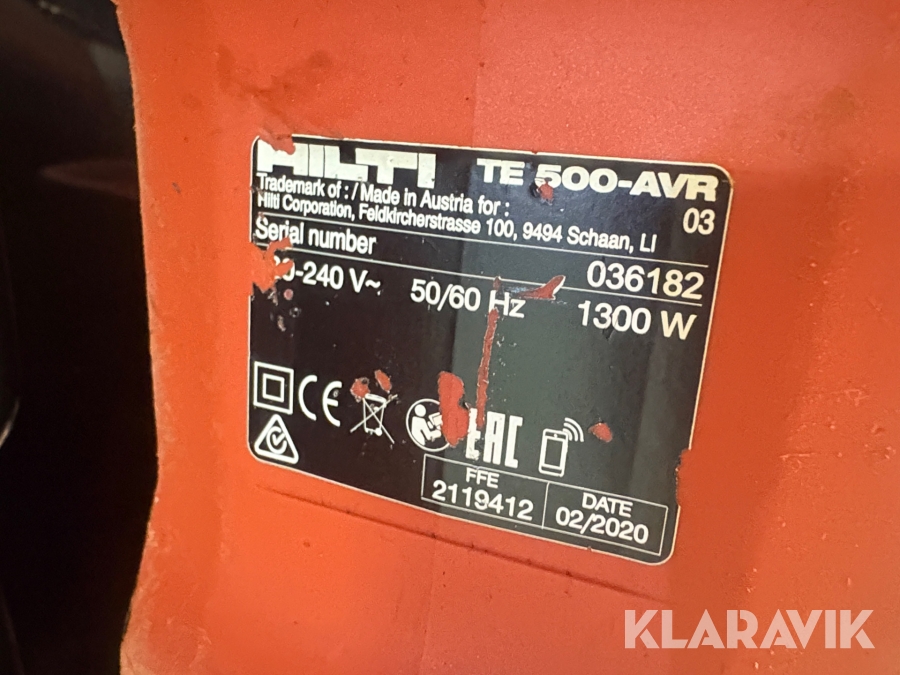 HILTI TE 500-AVR
Trademark of : / Made in Austria for : 03
Hilti Corporation, Feldkircherstrasse 100, 9494 Schaan, LI
Serial number 036182
0-240 V~ 50/60 Hz 1300 W
CE
EAC
FFE DATE
2119412 02/2020
KLARAVIK